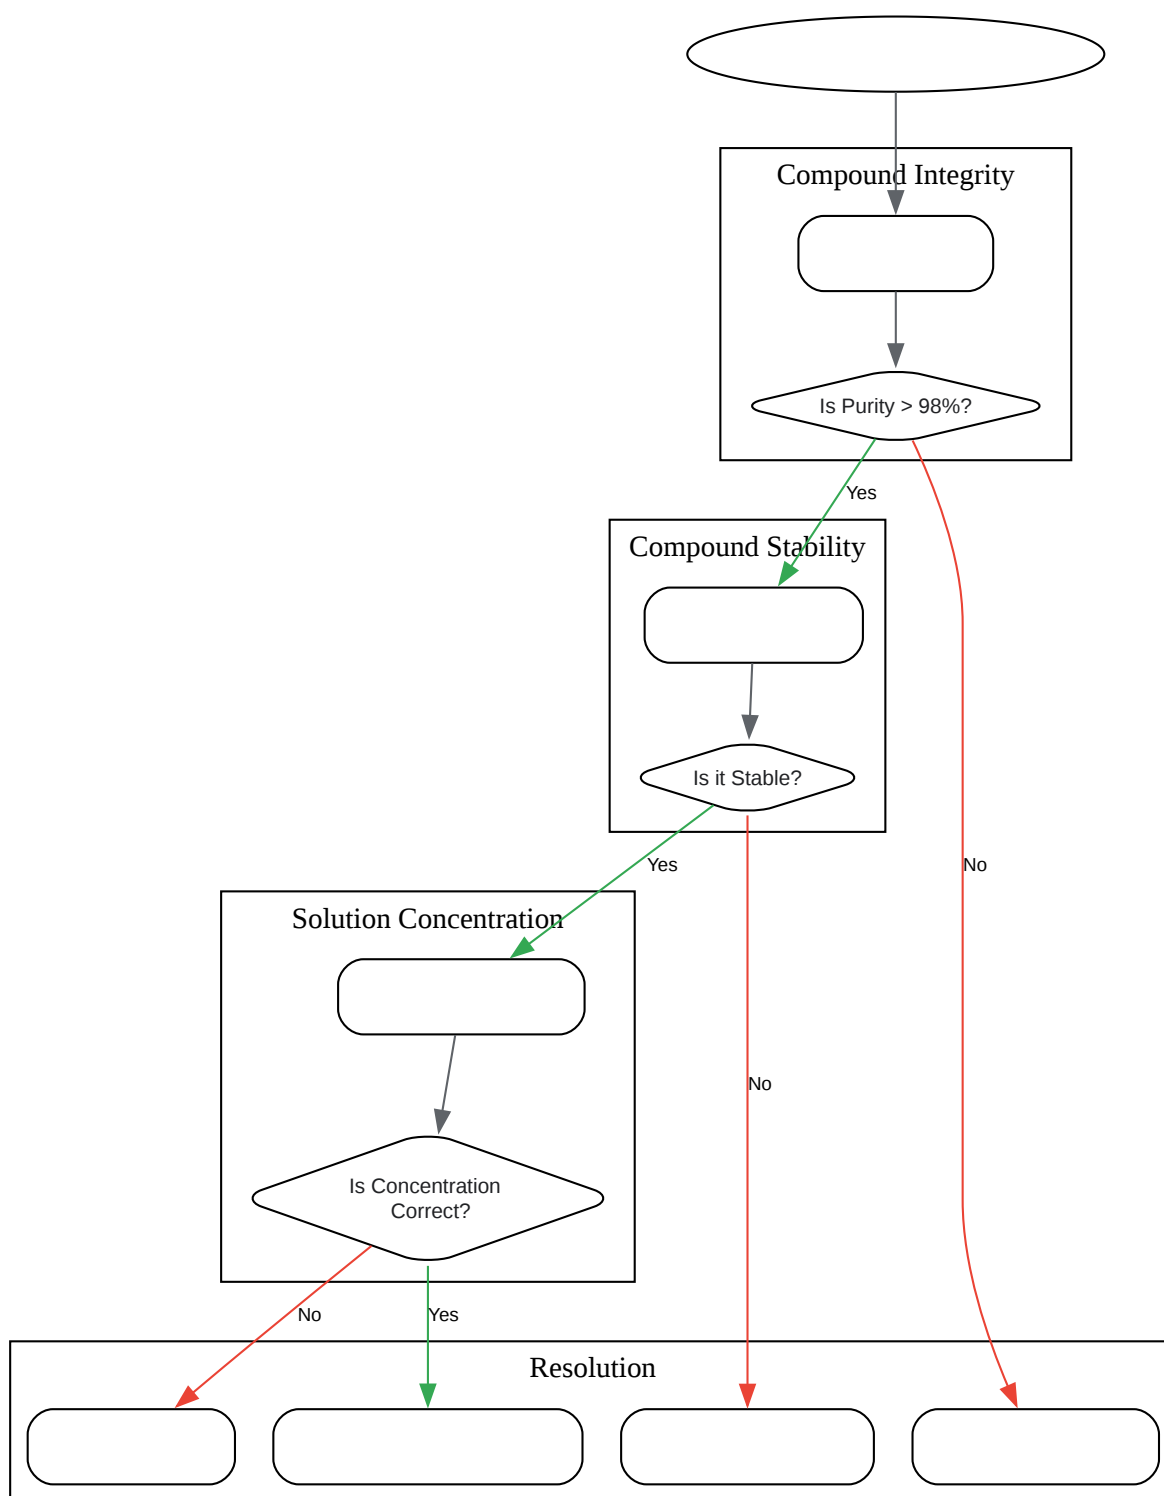 Compound Integrity
Is Purity > 98%?
Yes
Compound Stability
Is it Stable?
Yes
No
Solution Concentration
No
Is Concentration
Correct?
No
Yes
Resolution